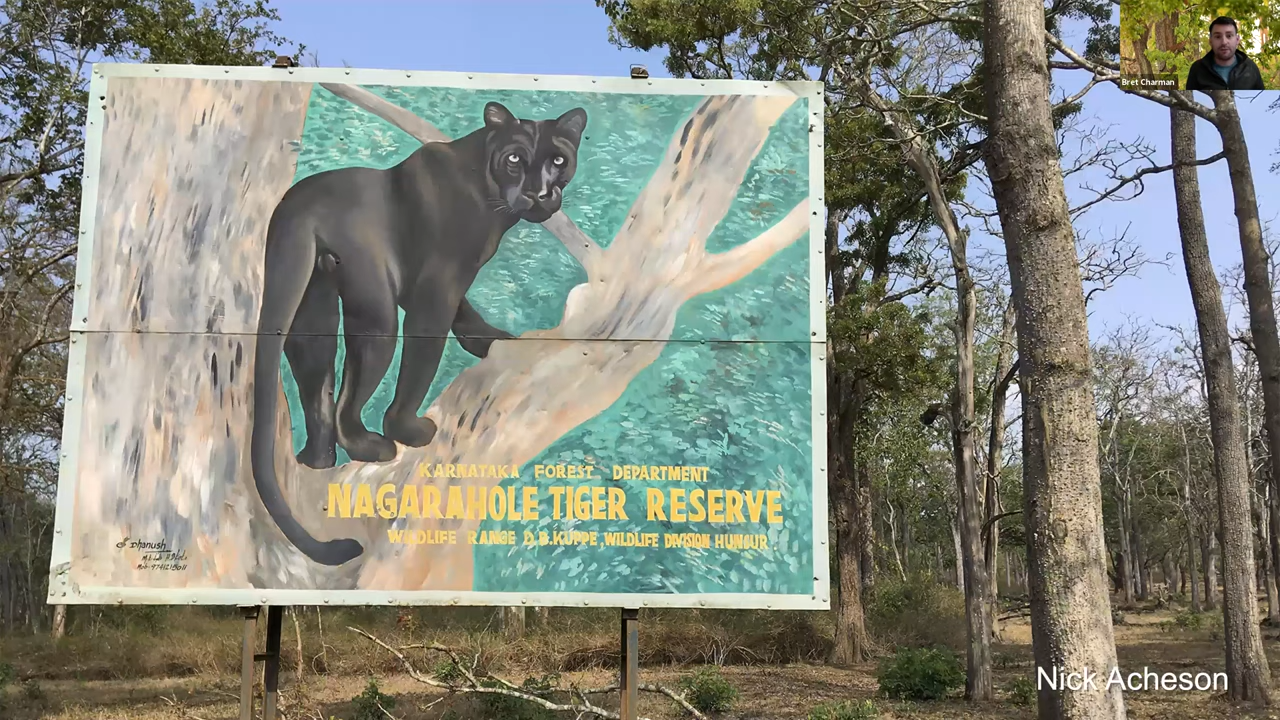 Bret Charman
KARNATAKA FOREST DEPARTMENT
NAGARAHOLE TIGER RESERVE
WILDLIFE RANGE D.B.KUPPE, WILDLIFE DIVISION HUNSUR
Dhanush
Nick Acheson